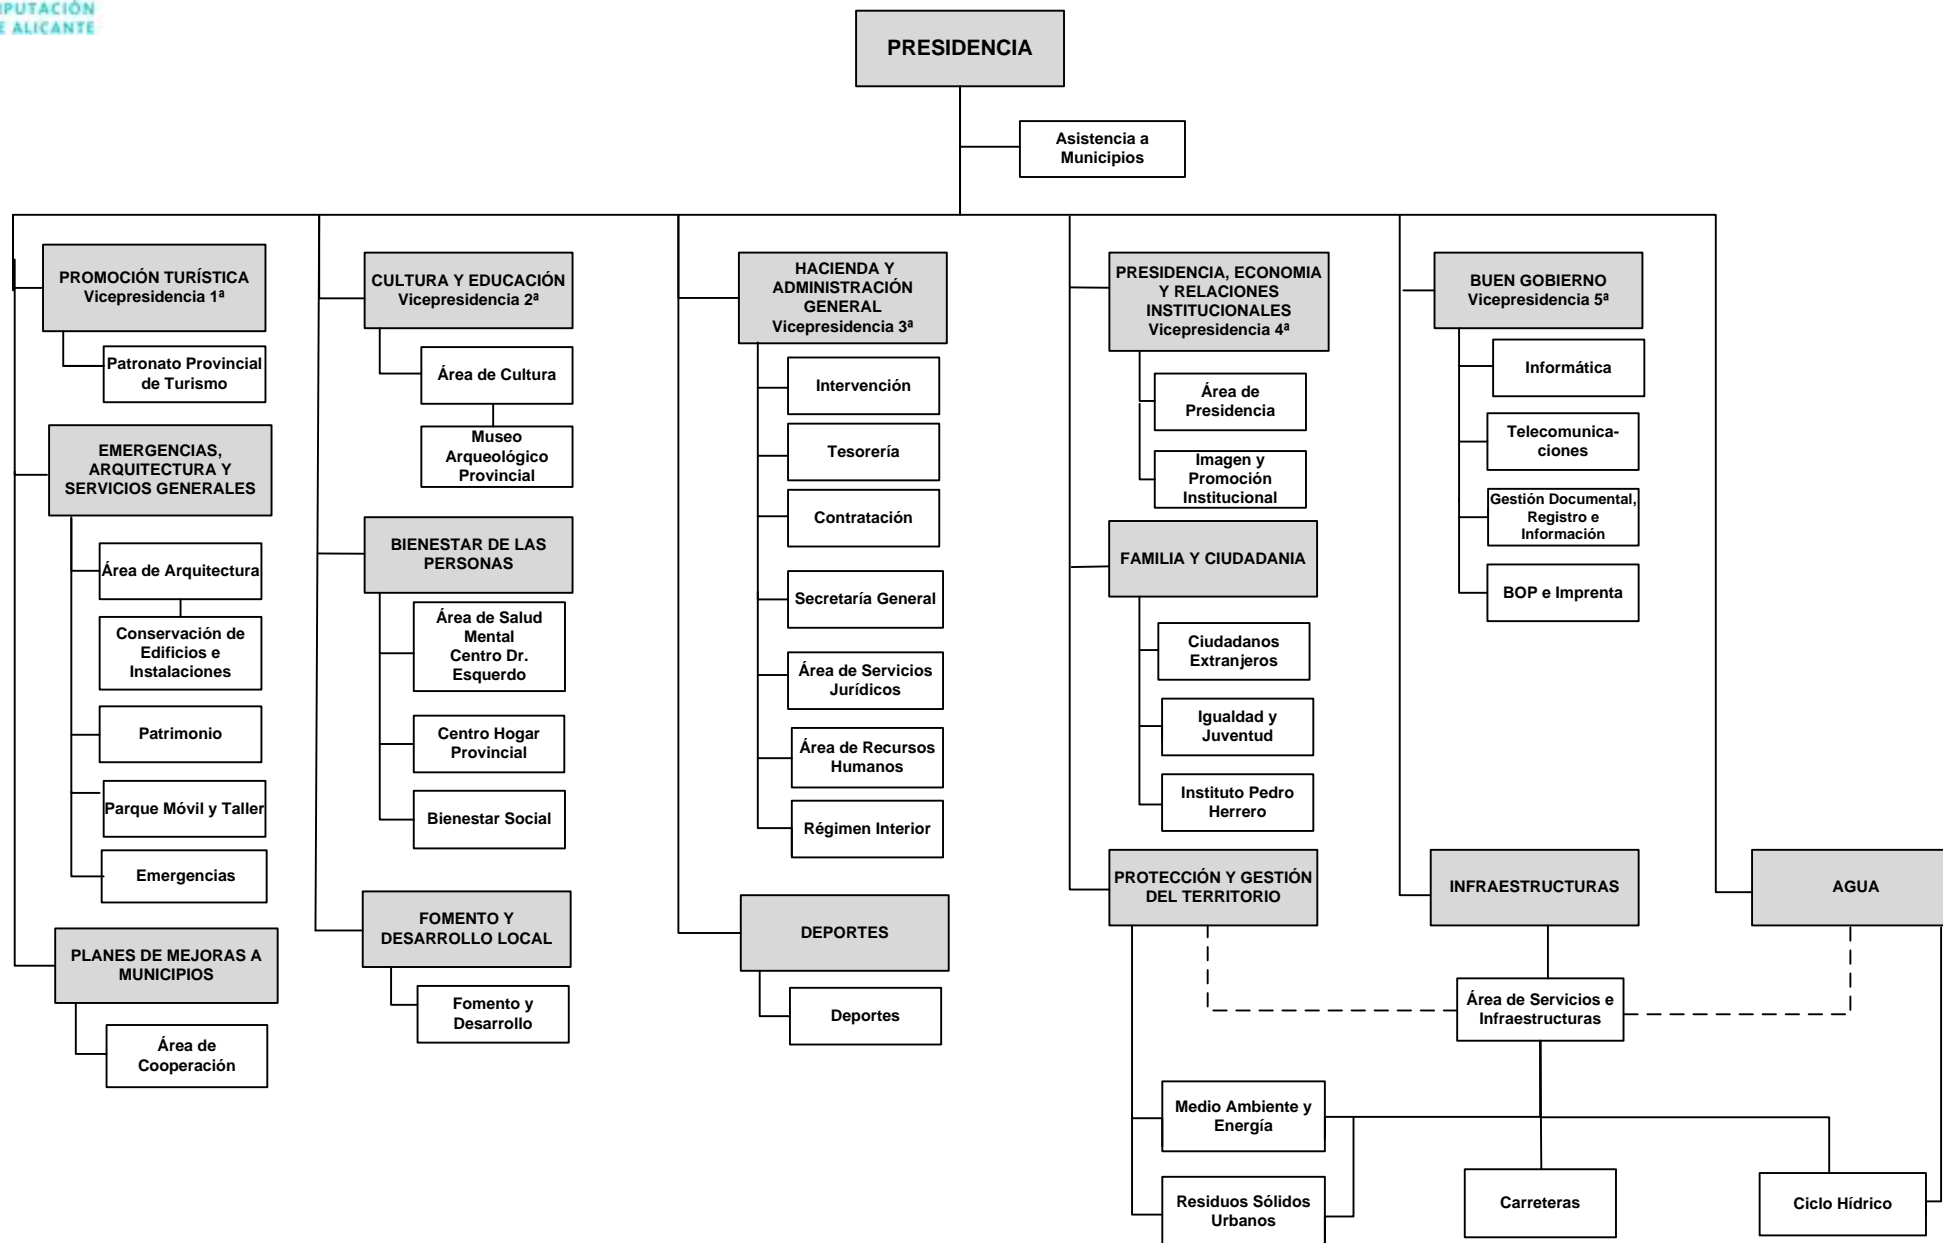 DE ALICANTE
PRESIDENCIA
Asistencia a
Municipios
PROMOCIÓN TURÍSTICA
Vicepresidencia 1ª
Patronato Provincial
de Turismo
EMERGENCIAS,
ARQUITECTURA Y
SERVICIOS GENERALES
Área de Arquitectura
Conservación de
Edificios e
Instalaciones
Patrimonio
Parque Móvil y Taller
Emergencias
PLANES DE MEJORAS A
MUNICIPIOS
Área de
Cooperación
CULTURA Y EDUCACIÓN
Vicepresidencia 2ª
Área de Cultura
Museo
Arqueológico
Provincial
BIENESTAR DE LAS
PERSONAS
Área de Salud
Mental
Centro Dr.
Esquerdo
Centro Hogar
Provincial
Bienestar Social
FOMENTO Y
DESARROLLO LOCAL
Fomento y
Desarrollo
HACIENDA Y
ADMINISTRACIÓN
GENERAL
Vicepresidencia 3ª
Intervención
Tesorería
Contratación
Secretaría General
Área de Servicios
Jurídicos
Área de Recursos
Humanos
Régimen Interior
DEPORTES
Deportes
PRESIDENCIA, ECONOMIA
Y RELACIONES
INSTITUCIONALES
Vicepresidencia 4ª
Área de
Presidencia
Imagen y
Promoción
Institucional
FAMILIA Y CIUDADANIA
Ciudadanos
Extranjeros
Igualdad y
Juventud
Instituto Pedro
Herrero
PROTECCIÓN Y GESTIÓN
DEL TERRITORIO
Medio Ambiente y
Energía
Residuos Sólidos
Urbanos
BUEN GOBIERNO
Vicepresidencia 5ª
Informática
Telecomunica-
ciones
Gestión Documental,
Registro e
Información
BOP e Imprenta
INFRAESTRUCTURAS
Área de Servicios e
Infraestructuras
Carreteras
AGUA
Ciclo Hídrico